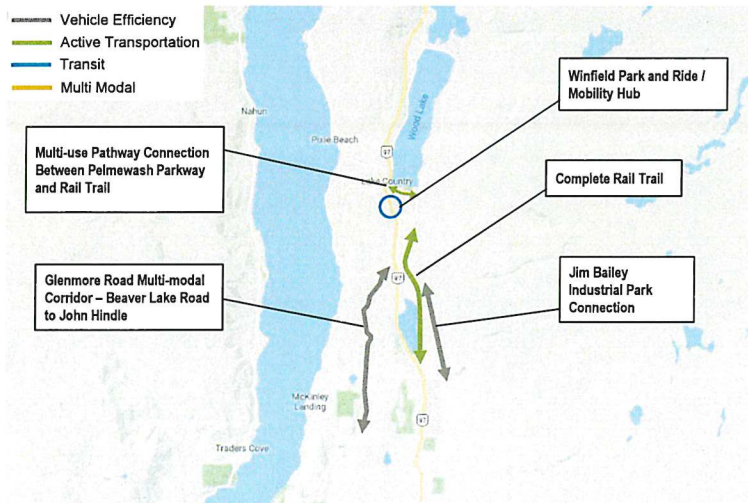 Vehicle Efficiency
Active Transportation
Transit
Multi Modal
Winfield Park and Ride /
Mobility Hub
Nahun
Wood Lake
Pixie Beach
97
Multi-use Pathway Connection
Between Pelmewash Parkway
and Rail Trail
Lake Country
Complete Rail Trail
Glenmore Road Multi-modal
Corridor – Beaver Lake Road
to John Hindle
97
Jim Bailey
Industrial Park
Connection
McKinley
Landing
97
Traders Cove